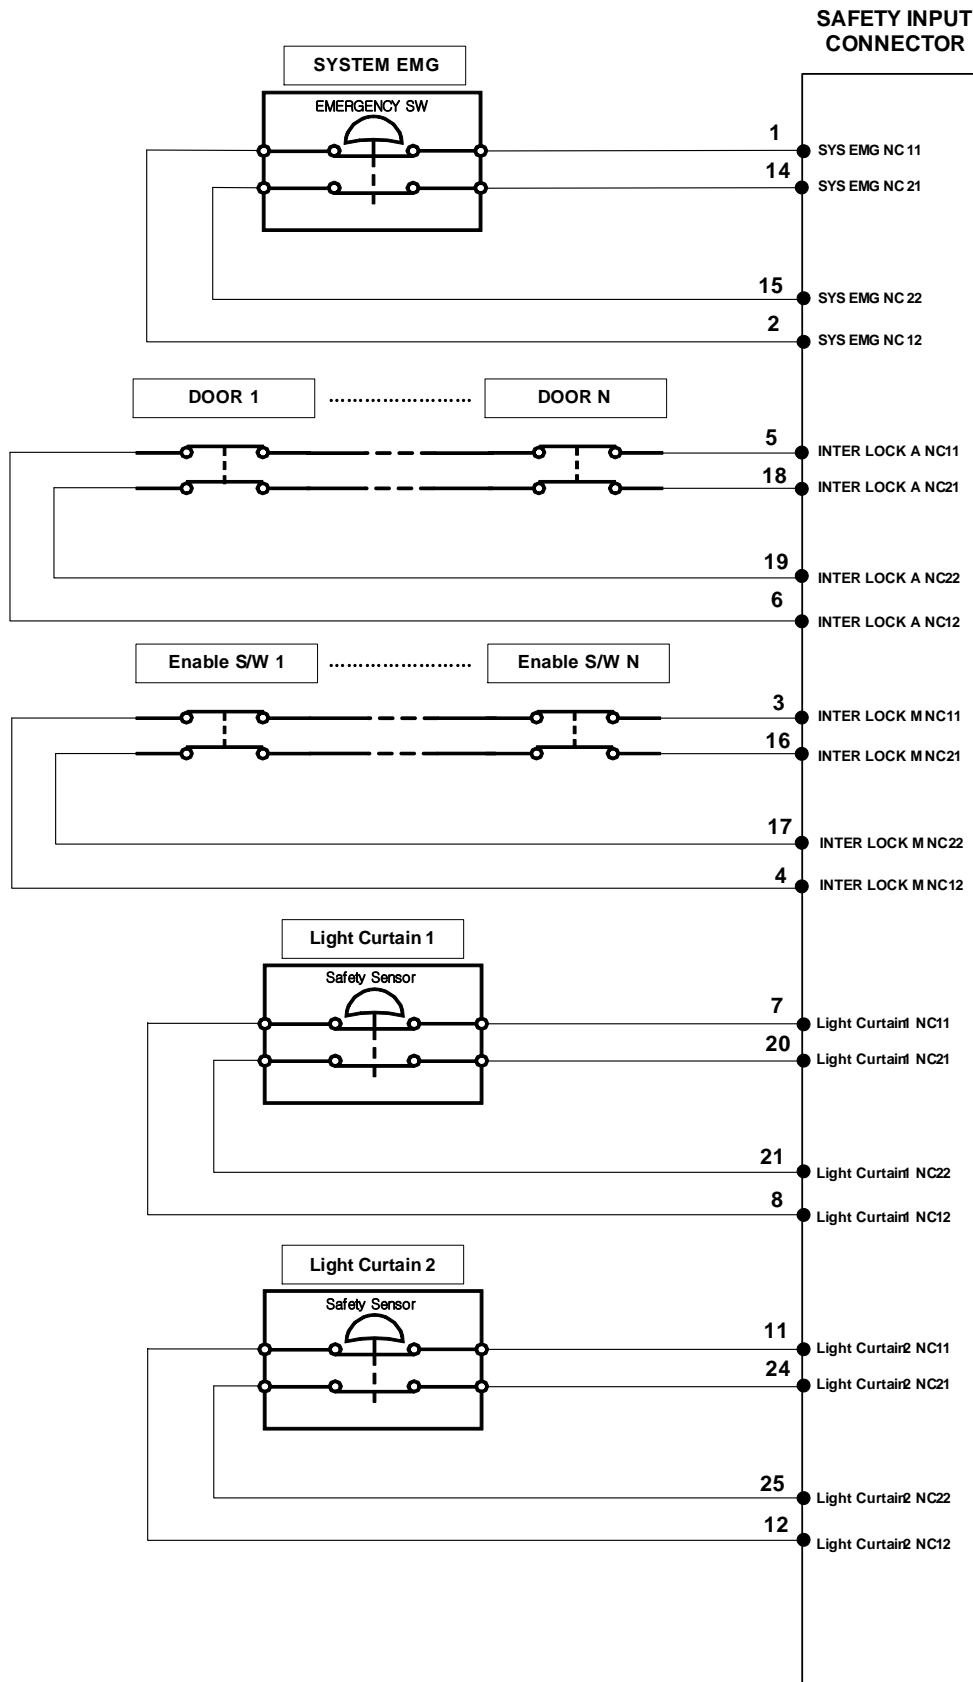 SAFETY INPUT
CONNECTOR
SYSTEM EMG
EMERGENCY SW
1
SYS EMG NC 11
14
SYS EMG NC 21
15
SYS EMG NC 22
2
SYS EMG NC 12
DOOR 1 ........................ DOOR N
5
INTER LOCK A NC11
18
INTER LOCK A NC21
19
INTER LOCK A NC22
6
INTER LOCK A NC12
Enable S/W 1 ........................ Enable S/W N
3
INTER LOCK M NC11
16
INTER LOCK M NC21
17
INTER LOCK M NC22
4
INTER LOCK M NC12
Light Curtain 1
Safety Sensor
7
Light Curtain1 NC11
20
Light Curtain1 NC21
21
Light Curtain1 NC22
8
Light Curtain1 NC12
Light Curtain 2
Safety Sensor
11
Light Curtain2 NC11
24
Light Curtain2 NC21
25
Light Curtain2 NC22
12
Light Curtain2 NC12